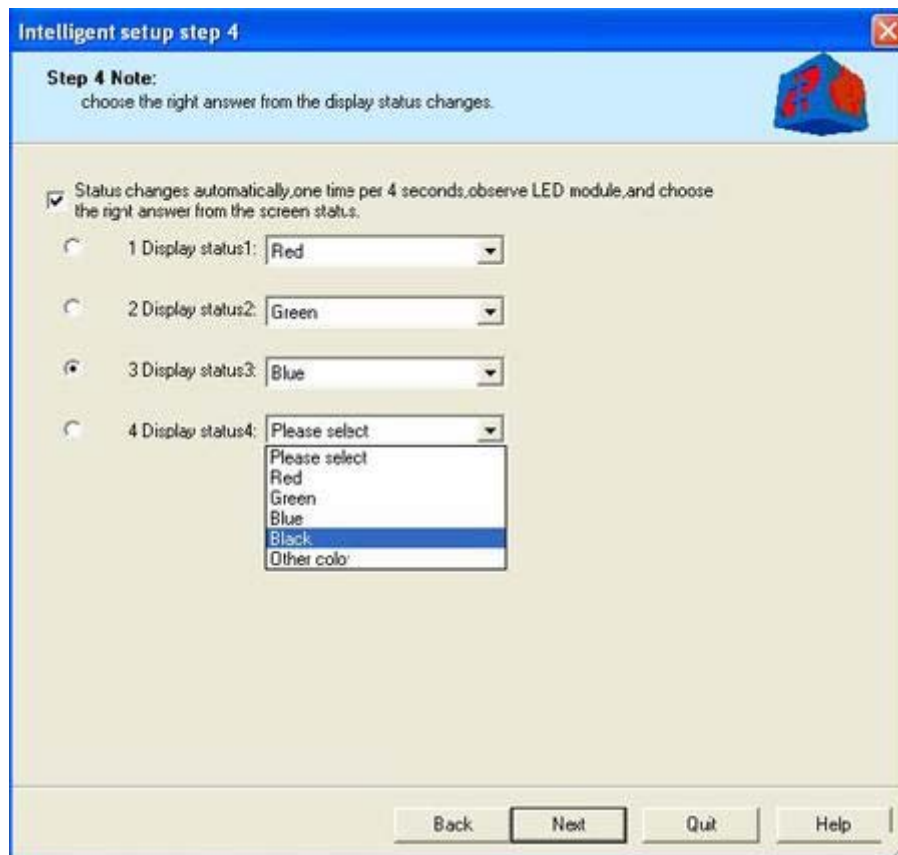 Intelligent setup step 4
Step 4 Note:
choose the right answer from the display status changes.
Status changes automatically,one time per 4 seconds,observe LED module,and choose
the right answer from the screen status.
1 Display status1: Red
2 Display status2: Green
3 Display status3: Blue
4 Display status4: Please select
Please select
Red
Green
Blue
Black
Other color
Back Next Quit Help